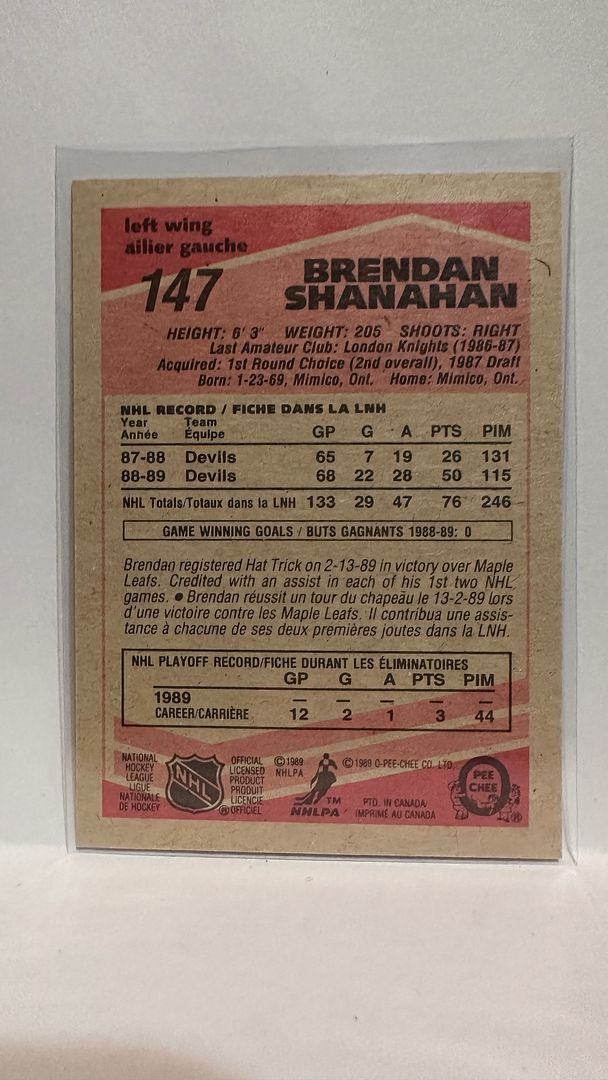 left wing
ailier gauche
147
BRENDAN
SHANAHAN
HEIGHT: 6' 3" WEIGHT: 205 SHOOTS: RIGHT
Last Amateur Club: London Knights (1986-87)
Acquired: 1st Round Choice (2nd overall), 1987 Draft
Born: 1-23-69, Mimico, Ont. Home: Mimico, Ont.
NHL RECORD / FICHE DANS LA LNH
Year Team
Année Équipe GP G A PTS PIM
87-88 Devils 65 7 19 26 131
88-89 Devils 68 22 28 50 115
NHL Totals/Totaux dans la LNH 133 29 47 76 246
GAME WINNING GOALS / BUTS GAGNANTS 1988-89: 0
Brendan registered Hat Trick on 2-13-89 in victory over Maple
Leafs. Credited with an assist in each of his 1st two NHL
games. ● Brendan réussit un tour du chapeau le 13-2-89 lors
d'une victoire contre les Maple Leafs. Il contribua une assis-
tance à chacune de ses deux premières joutes dans la LNH.
NHL PLAYOFF RECORD/FICHE DURANT LES ÉLIMINATOIRES
GP G A PTS PIM
1989 — — — — —
CAREER/CARRIÈRE 12 2 1 3 44
NATIONAL
HOCKEY
LEAGUE
LIGUE
NATIONALE
DE HOCKEY
NHL
OFFICIAL
LICENSED
PRODUCT
PRODUIT
LICENCIE
®OFFICIEL
©1989
NHLPA
TM
NHLPA
©1989 O-PEE-CHEE CO. LTD.
PTD. IN CANADA
IMPRIMÉ AU CANADA
PEE
CHEE
®